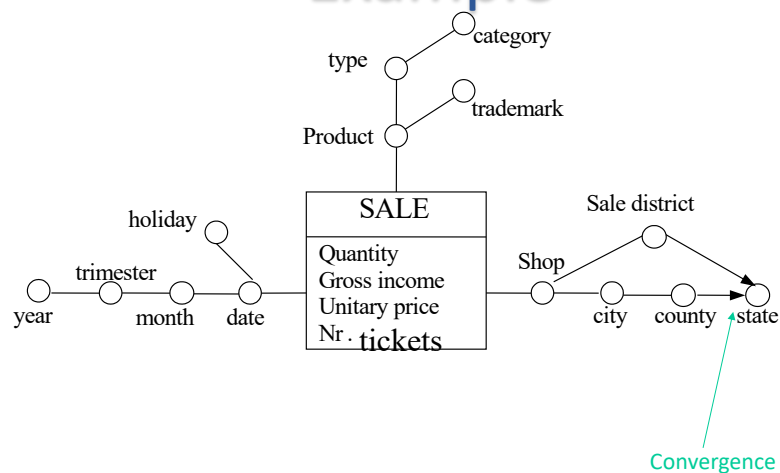 category
type
trademark
Product
SALE
Sale district
holiday
Quantity
Shop
Gross income
trimester
Unitary price
year
month
date
city
county
state
Nr. tickets
Convergence